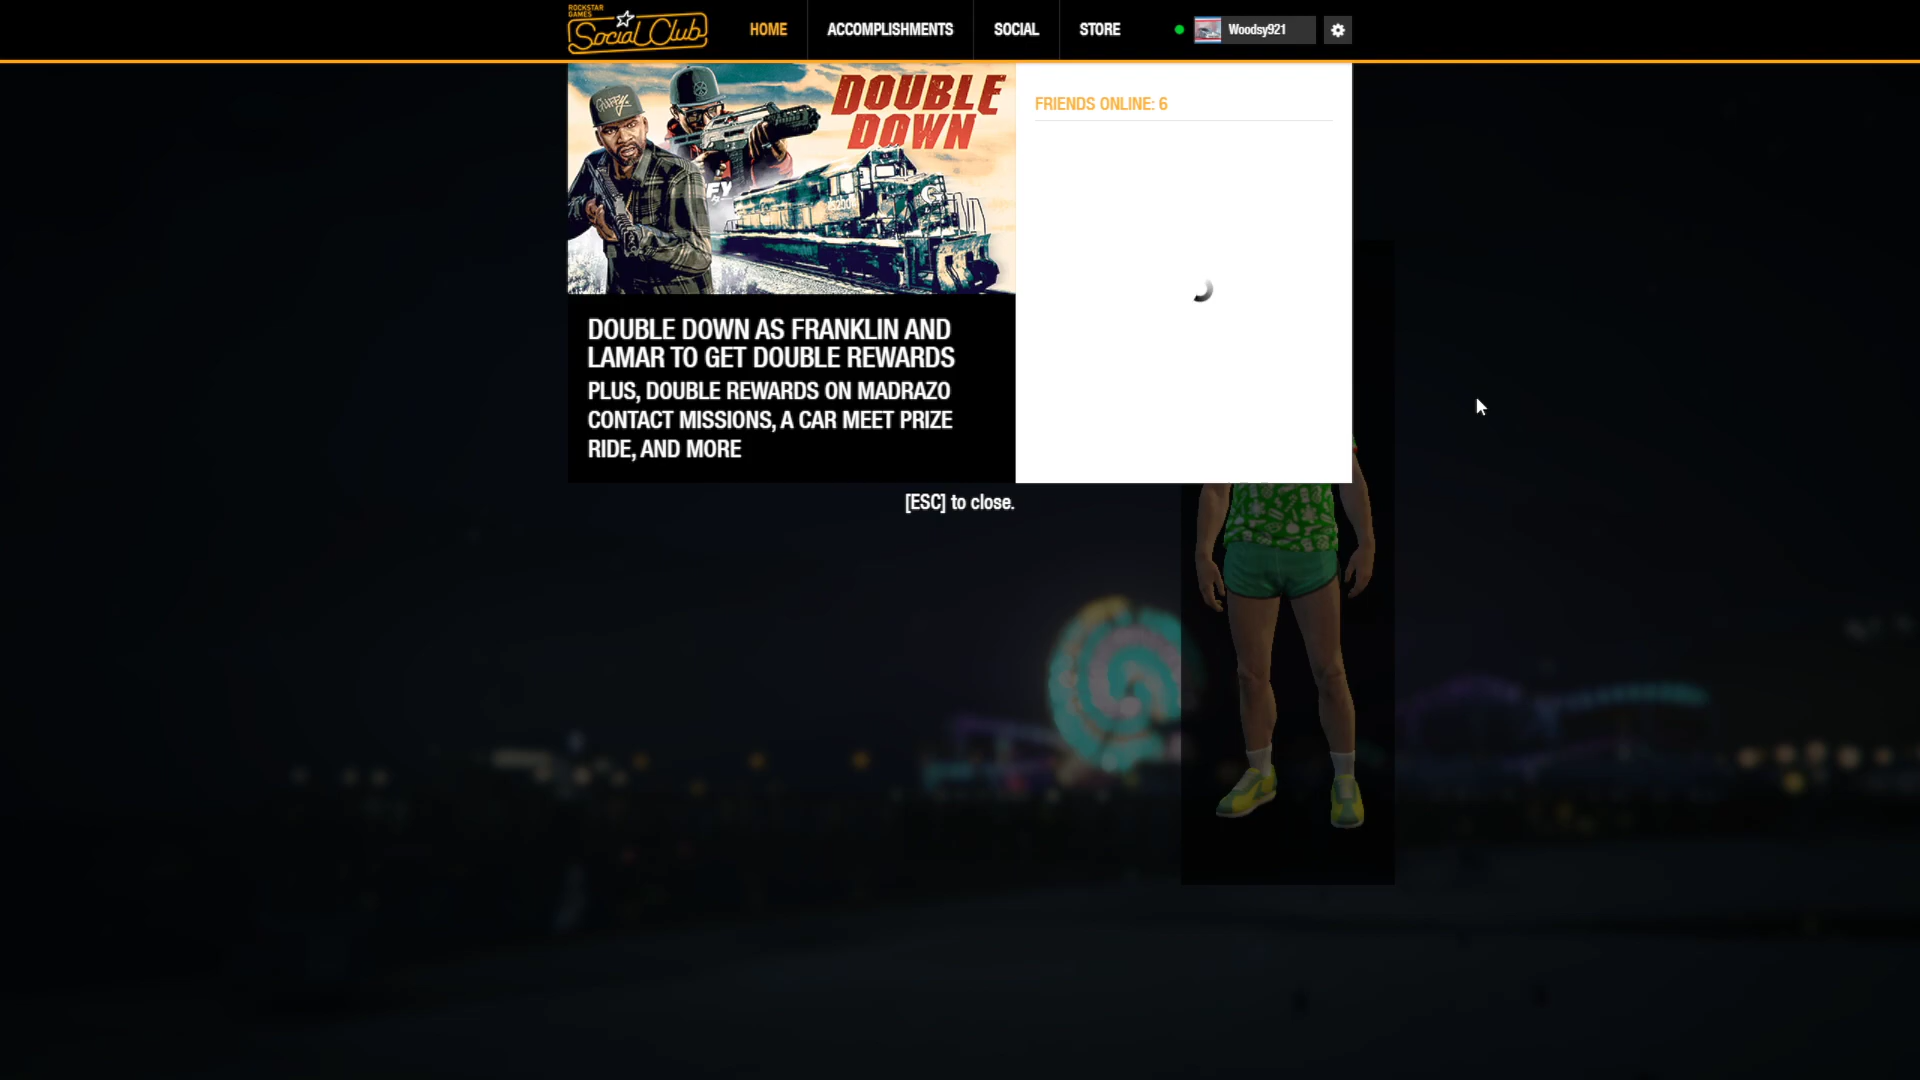 ROCKSTAR
GAMES
Social Club
HOME
ACCOMPLISHMENTS
SOCIAL
STORE
Woodsy921
DOUBLE
DOWN
FRIENDS ONLINE: 6
DOUBLE DOWN AS FRANKLIN AND
LAMAR TO GET DOUBLE REWARDS
PLUS, DOUBLE REWARDS ON MADRAZO
CONTACT MISSIONS, A CAR MEET PRIZE
RIDE, AND MORE
[ESC] to close.